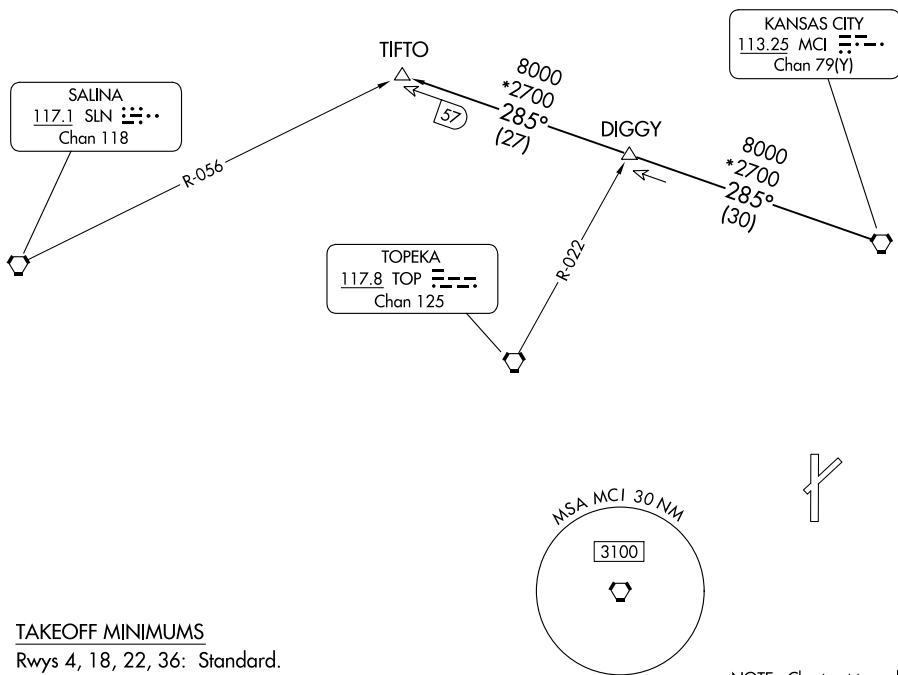 KANSAS CITY
113.25 MCI
Chan 79(Y)
TIFTO
8000
*2700
285°
(27)
57
SALINA
117.1 SLN
Chan 118
DIGGY
8000
*2700
285°
(30)
R-056
R-022
TOPEKA
117.8 TOP
Chan 125
MSA MCI 30 NM
3100
TAKEOFF MINIMUMS
Rwys 4, 18, 22, 36: Standard.